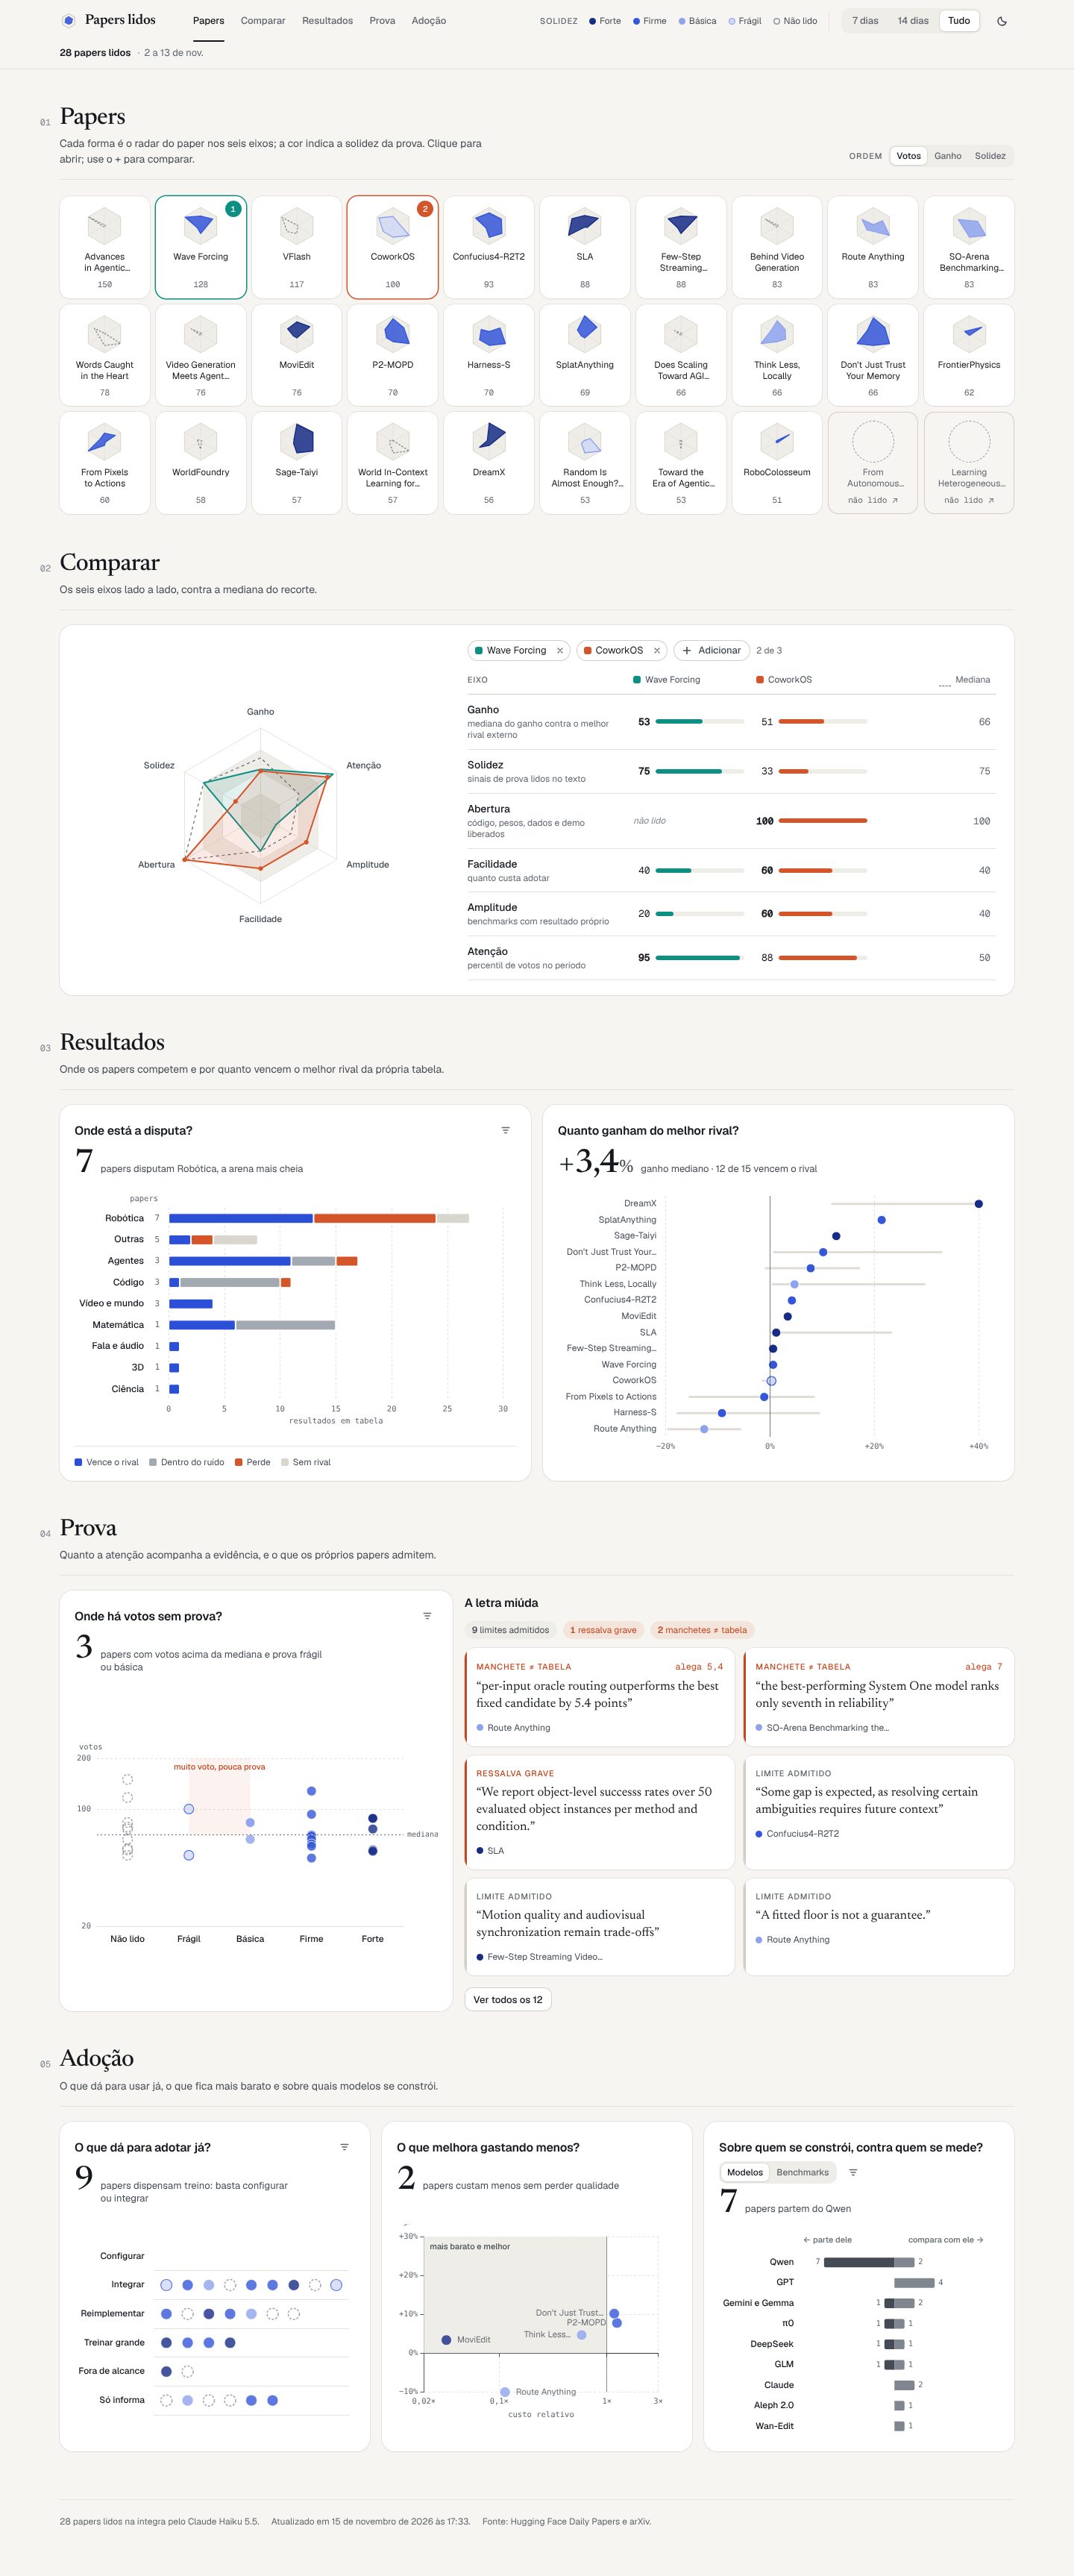 Papers lidos
Papers Comparar Resultados Prova Adoção
SOLIDEZ Forte Firme Básica Frágil Não lido
7 dias 14 dias Tudo
28 papers lidos · 2 a 13 de nov.
01 Papers
Cada forma é o radar do paper nos seis eixos; a cor indica a solidez da prova. Clique para
abrir; use o + para comparar.
ORDEM Votos Ganho Solidez
1
2
Advances
in Agentic…
150
Wave Forcing
128
VFlash
117
CoworkOS
100
Confucius4-R2T2
93
SLA
88
Few-Step
Streaming…
88
Behind Video
Generation
83
Route Anything
83
SO-Arena
Benchmarking…
83
Words Caught
in the Heart
78
Video Generation
Meets Agent…
76
MoviEdit
76
P2-MOPD
70
Harness-S
70
SplatAnything
69
Does Scaling
Toward AGI…
66
Think Less,
Locally
66
Don't Just Trust
Your Memory
66
FrontierPhysics
62
From Pixels
to Actions
60
WorldFoundry
58
Sage-Taiyi
57
World In-Context
Learning for…
57
DreamX
56
Random Is
Almost Enough?…
53
Toward the
Era of Agentic…
53
RoboColosseum
51
From
Autonomous…
não lido ↗
Learning
Heterogeneous…
não lido ↗
02 Comparar
Os seis eixos lado a lado, contra a mediana do recorte.
Wave Forcing × CoworkOS × + Adicionar 2 de 3
EIXO Wave Forcing CoworkOS Mediana
Ganho
mediana do ganho contra o melhor
rival externo
53 51 66
Solidez
sinais de prova lidos no texto
75 33 75
Abertura
código, pesos, dados e demo
liberados
não lido 100 100
Facilidade
quanto custa adotar
40 60 40
Amplitude
benchmarks com resultado próprio
20 60 40
Atenção
percentil de votos no período
95 88 50
Ganho
Solidez Atenção
Abertura Amplitude
Facilidade
03 Resultados
Onde os papers competem e por quanto vencem o melhor rival da própria tabela.
Onde está a disputa?
7 papers disputam Robótica, a arena mais cheia
papers
Robótica 7
Outras 5
Agentes 3
Código 3
Vídeo e mundo 3
Matemática 1
Fala e áudio 1
3D 1
Ciência 1
0 5 10 15 20 25 30
resultados em tabela
Vence o rival Dentro do ruído Perde Sem rival
Quanto ganham do melhor rival?
+3,4% ganho mediano · 12 de 15 vencem o rival
DreamX
SplatAnything
Sage-Taiyi
Don't Just Trust Your…
P2-MOPD
Think Less, Locally
Confucius4-R2T2
MoviEdit
SLA
Few-Step Streaming…
Wave Forcing
CoworkOS
From Pixels to Actions
Harness-S
Route Anything
−20% 0% +20% +40%
04 Prova
Quanto a atenção acompanha a evidência, e o que os próprios papers admitem.
Onde há votos sem prova?
3 papers com votos acima da mediana e prova frágil
ou básica
votos
200
muito voto, pouca prova
100
mediana
20
Não lido Frágil Básica Firme Forte
A letra miúda
9 limites admitidos 1 ressalva grave 2 manchetes ≠ tabela
MANCHETE ≠ TABELA alega 5,4
“per-input oracle routing outperforms the best
fixed candidate by 5.4 points”
Route Anything
MANCHETE ≠ TABELA alega 7
“the best-performing System One model ranks
only seventh in reliability”
SO-Arena Benchmarking the…
RESSALVA GRAVE
“We report object-level successs rates over 50
evaluated object instances per method and
condition.”
SLA
LIMITE ADMITIDO
“Some gap is expected, as resolving certain
ambiguities requires future context”
Confucius4-R2T2
LIMITE ADMITIDO
“Motion quality and audiovisual
synchronization remain trade-offs”
Few-Step Streaming Video…
LIMITE ADMITIDO
“A fitted floor is not a guarantee.”
Route Anything
Ver todos os 12
05 Adoção
O que dá para usar já, o que fica mais barato e sobre quais modelos se constrói.
O que dá para adotar já?
9 papers dispensam treino: basta configurar
ou integrar
Configurar
Integrar
Reimplementar
Treinar grande
Fora de alcance
Só informa
O que melhora gastando menos?
2 papers custam menos sem perder qualidade
+30%
mais barato e melhor
+20%
+10%
Don't Just Trust…
P2-MOPD
Think Less…
MoviEdit
0%
−10%
Route Anything
0,02× 0,1× 1× 3×
custo relativo
Sobre quem se constrói, contra quem se mede?
Modelos Benchmarks
7 papers partem do Qwen
← parte dele compara com ele →
Qwen 7 2
GPT 4
Gemini e Gemma 1 2
π0 1 1
DeepSeek 1 1
GLM 1 1
Claude 2
Aleph 2.0 1
Wan-Edit 1
28 papers lidos na íntegra pelo Claude Haiku 5.5. Atualizado em 15 de novembro de 2026 às 17:33. Fonte: Hugging Face Daily Papers e arXiv.